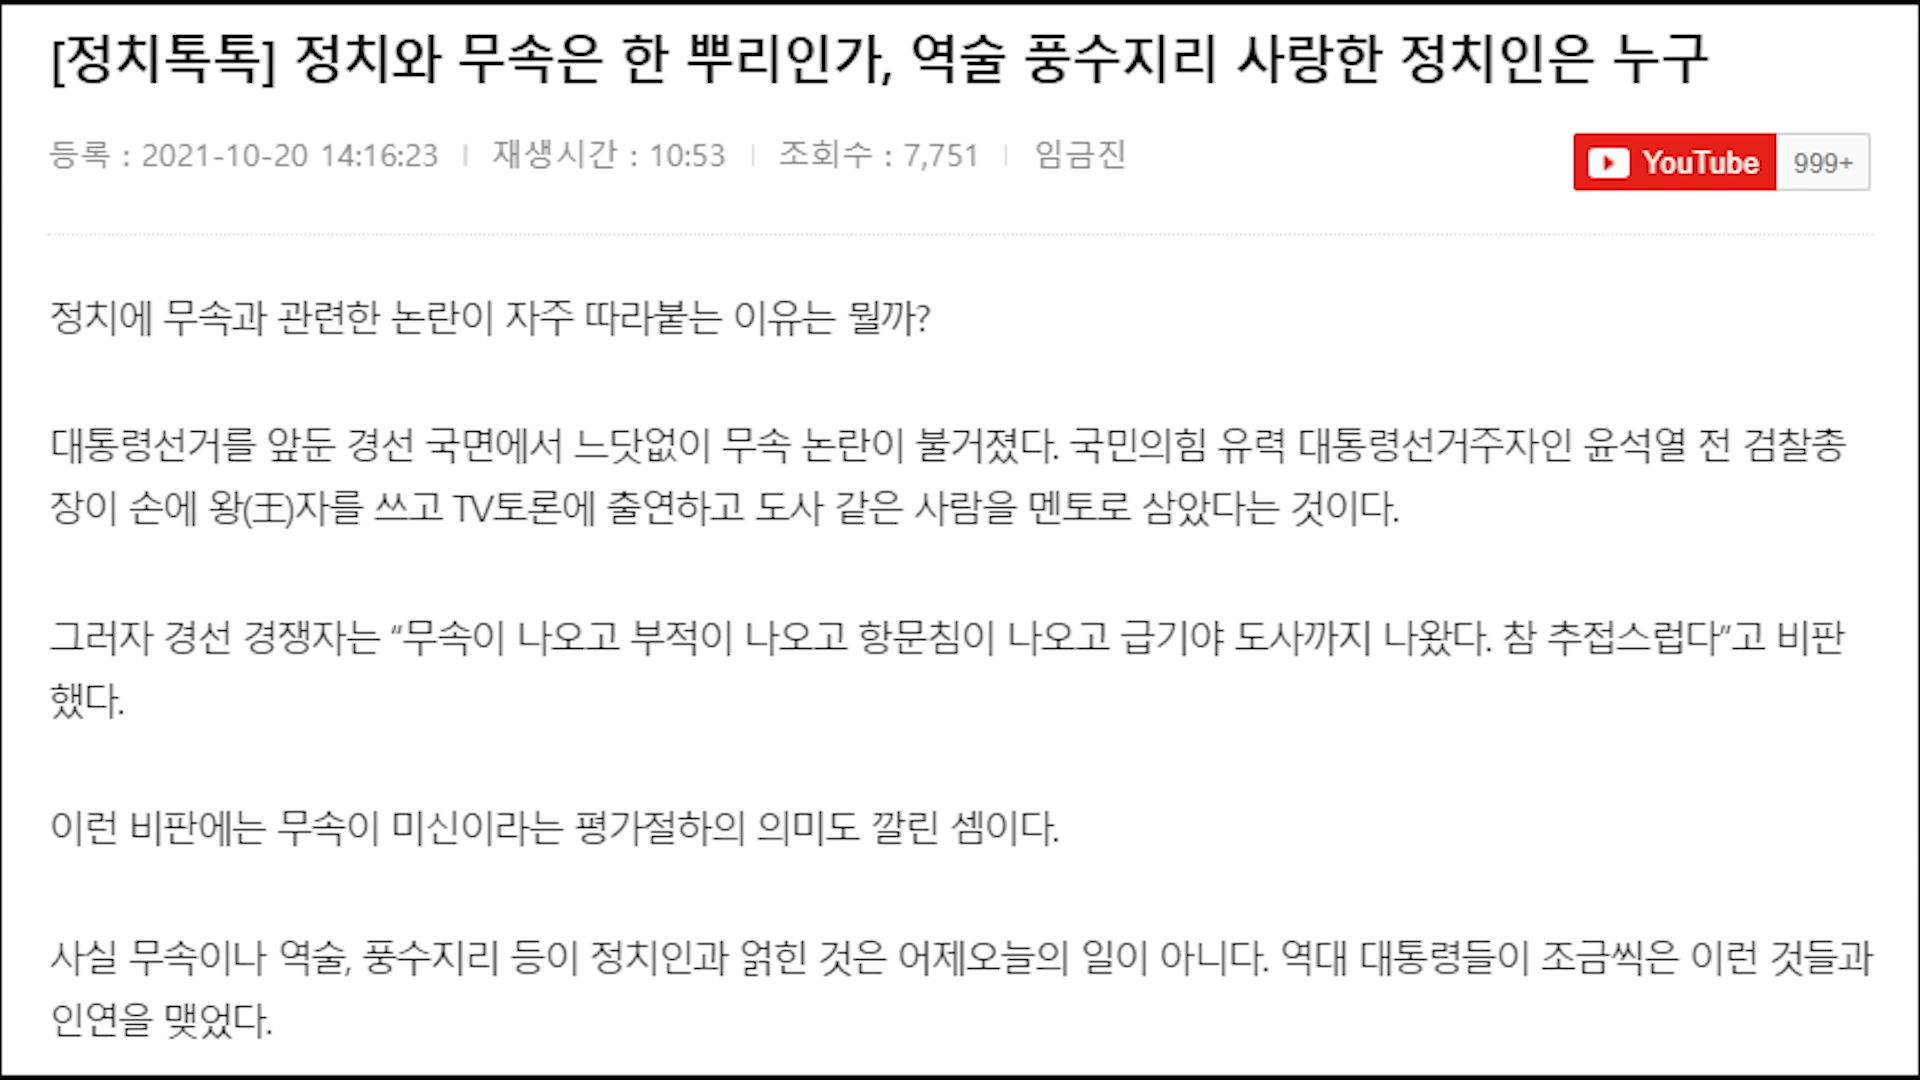 [정치톡톡] 정치와 무속은 한 뿌리인가, 역술 풍수지리 사랑한 정치인은 누구
등록 : 2021-10-20 14:16:23 | 재생시간 : 10:53 | 조회수 : 7,751 | 임금진
YouTube 999+
정치에 무속과 관련한 논란이 자주 따라붙는 이유는 뭘까?
대통령선거를 앞둔 경선 국면에서 느닷없이 무속 논란이 불거졌다. 국민의힘 유력 대통령선거주자인 윤석열 전 검찰총
장이 손에 왕(王)자를 쓰고 TV토론에 출연하고 도사 같은 사람을 멘토로 삼았다는 것이다.
그러자 경선 경쟁자는 “무속이 나오고 부적이 나오고 항문침이 나오고 급기야 도사까지 나왔다. 참 추접스럽다”고 비판
했다.
이런 비판에는 무속이 미신이라는 평가절하의 의미도 깔린 셈이다.
사실 무속이나 역술, 풍수지리 등이 정치인과 얽힌 것은 어제오늘의 일이 아니다. 역대 대통령들이 조금씩은 이런 것들과
인연을 맺었다.